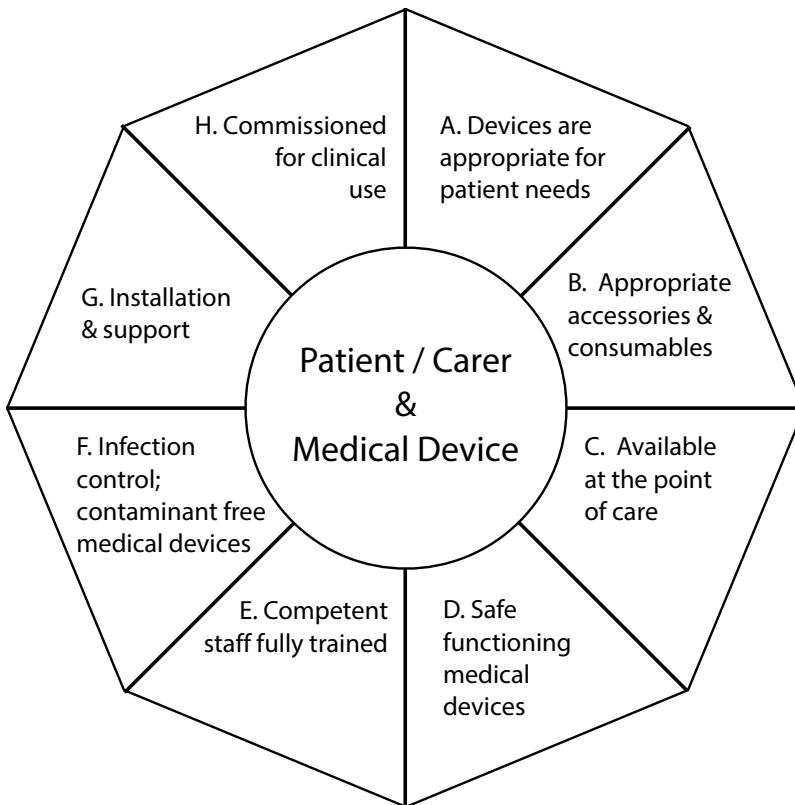 H. Commissioned
for clinical
use
A. Devices are
appropriate for
patient needs
B.  Appropriate
accessories &
consumables
C.  Available
at the point
of care
D. Safe
functioning
medical
devices
E. Competent
staff fully trained
F. Infection
control;
contaminant free
medical devices
G. Installation
& support
Patient / Carer
&
Medical Device